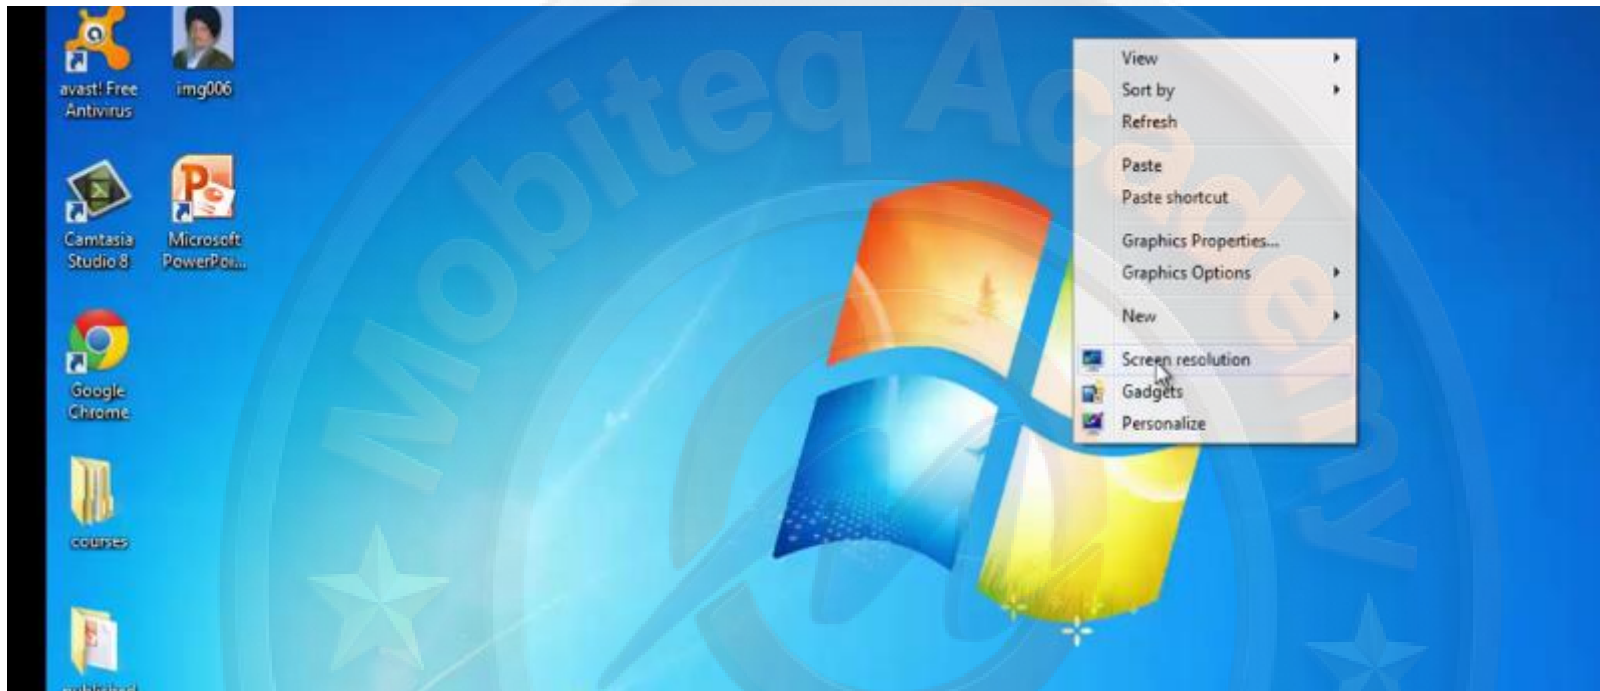 avast! Free
Antivirus
img006
Camtasia
Studio 8
Microsoft
PowerPoi...
Google
Chrome
courses
View
Sort by
Refresh
Paste
Paste shortcut
Graphics Properties...
Graphics Options
New
Screen resolution
Gadgets
Personalize
Mobiteq Academy